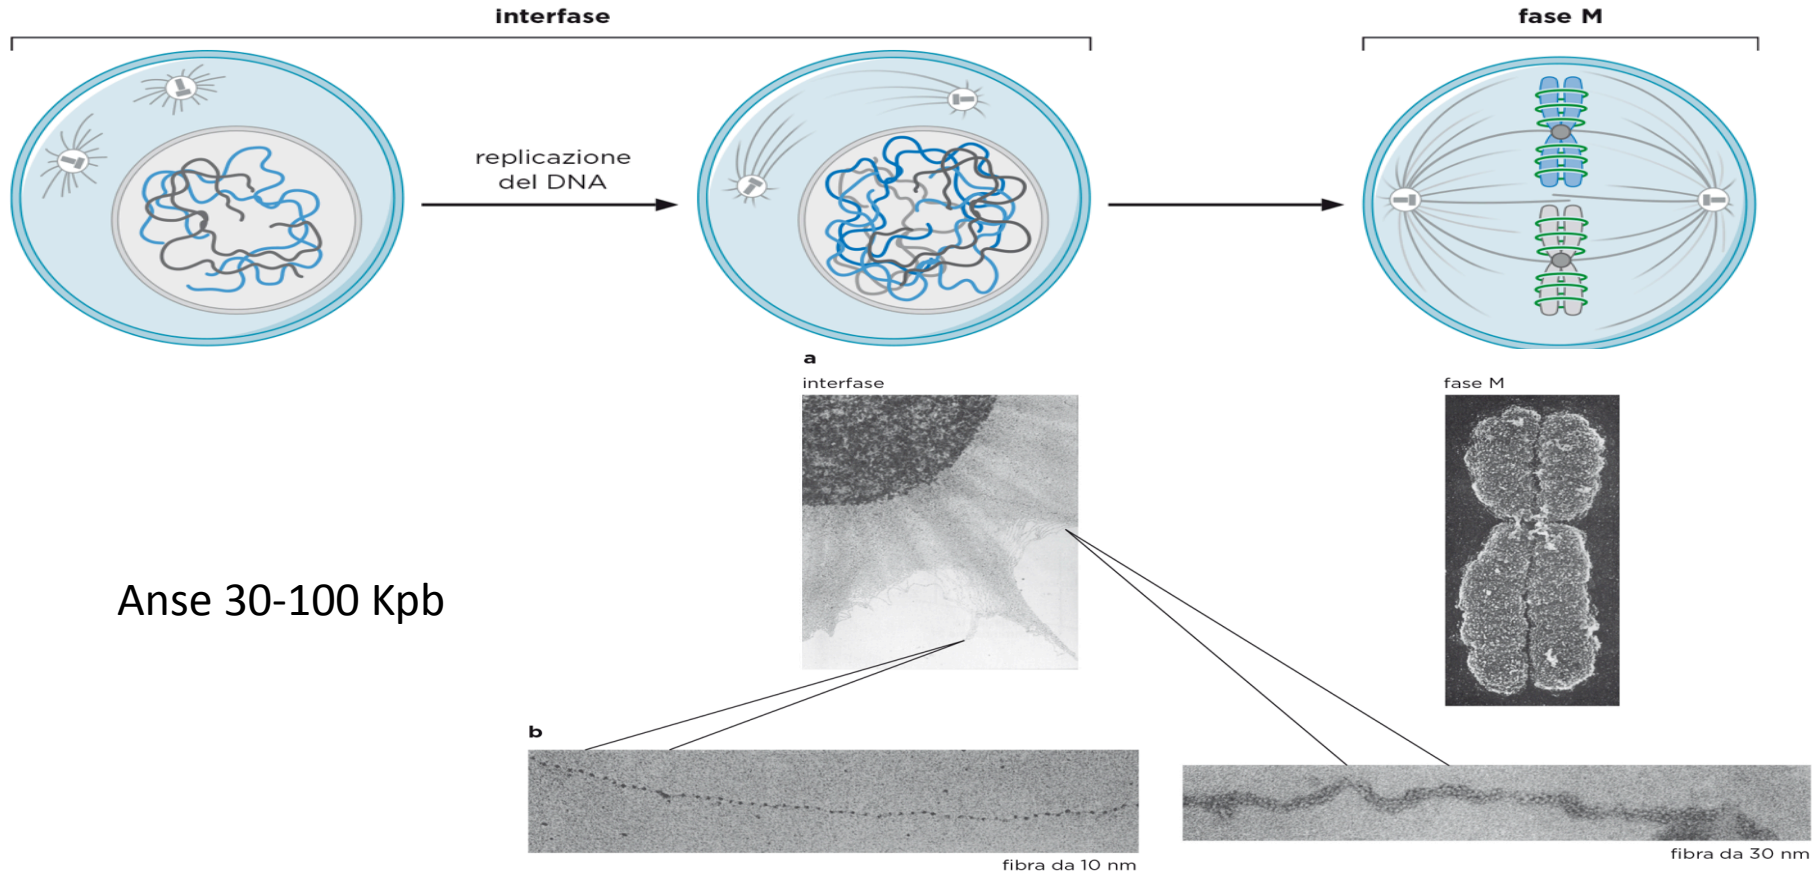 interfase
fase M
replicazione
del DNA
a
interfase
fase M
Anse 30-100 Kpb
b
fibra da 10 nm
fibra da 30 nm